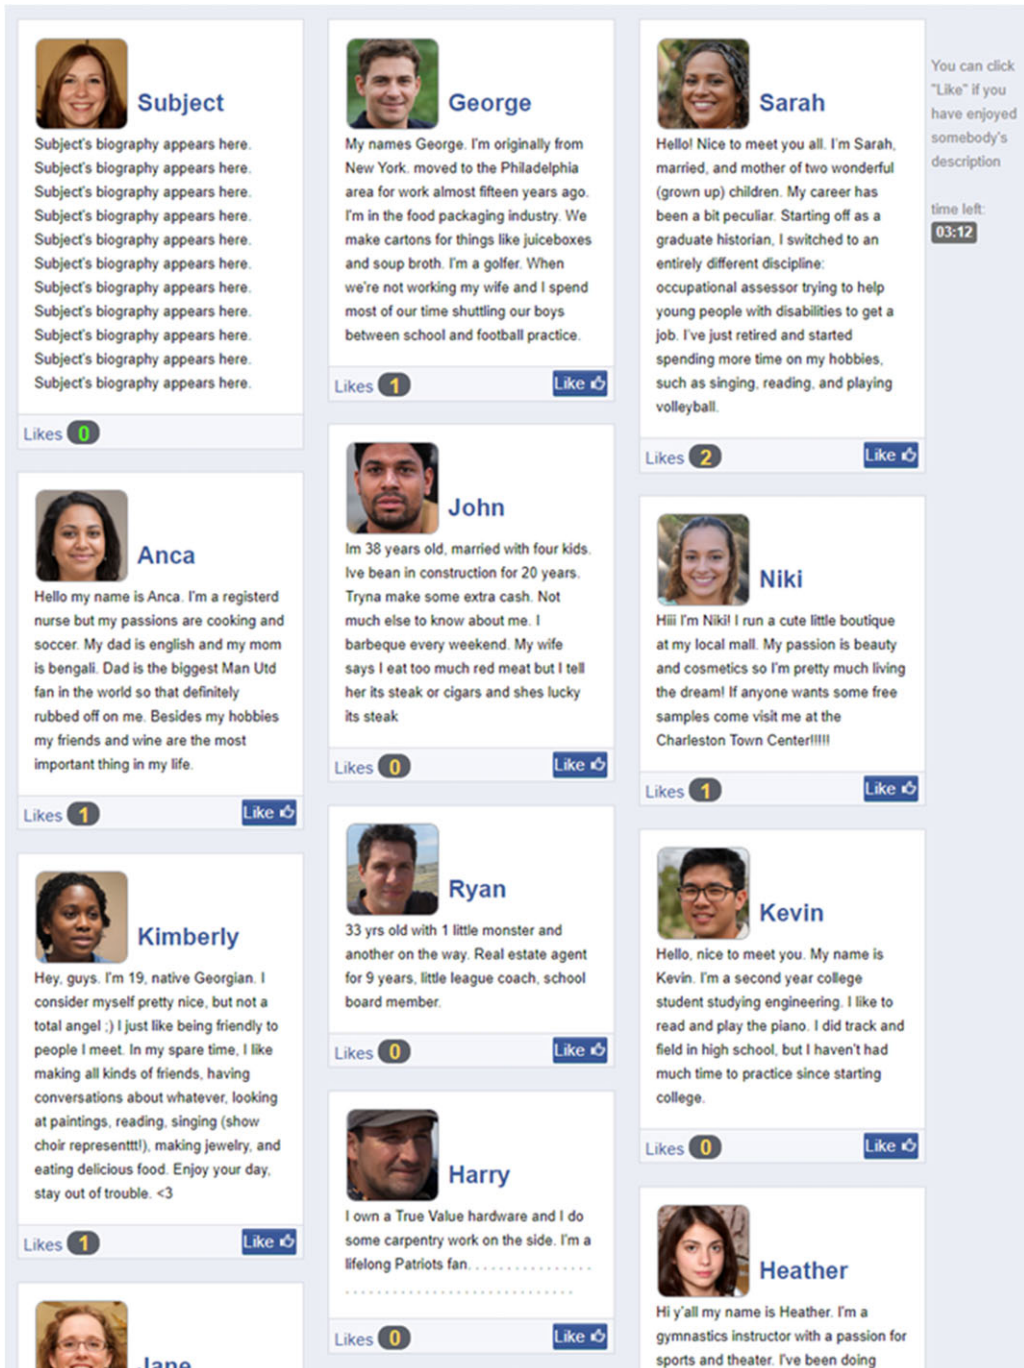 Subject
Subject's biography appears here.
Subject's biography appears here.
Subject's biography appears here.
Subject's biography appears here.
Subject's biography appears here.
Subject's biography appears here.
Subject's biography appears here.
Subject's biography appears here.
Subject's biography appears here.
Subject's biography appears here.
Subject's biography appears here.
Likes 0
Anca
Hello my name is Anca. I'm a registerd
nurse but my passions are cooking and
soccer. My dad is english and my mom
is bengali. Dad is the biggest Man Utd
fan in the world so that definitely
rubbed off on me. Besides my hobbies
my friends and wine are the most
important thing in my life.
Likes 1 Like
Kimberly
Hey, guys. I'm 19, native Georgian. I
consider myself pretty nice, but not a
total angel ;) I just like being friendly to
people I meet. In my spare time, I like
making all kinds of friends, having
conversations about whatever, looking
at paintings, reading, singing (show
choir representtt!), making jewelry, and
eating delicious food. Enjoy your day,
stay out of trouble. <3
Likes 1 Like
Jane
George
My names George. I'm originally from
New York. moved to the Philadelphia
area for work almost fifteen years ago.
I'm in the food packaging industry. We
make cartons for things like juiceboxes
and soup broth. I'm a golfer. When
we're not working my wife and I spend
most of our time shuttling our boys
between school and football practice.
Likes 1 Like
John
Im 38 years old, married with four kids.
Ive bean in construction for 20 years.
Tryna make some extra cash. Not
much else to know about me. I
barbeque every weekend. My wife
says I eat too much red meat but I tell
her its steak or cigars and shes lucky
its steak
Likes 0 Like
Ryan
33 yrs old with 1 little monster and
another on the way. Real estate agent
for 9 years, little league coach, school
board member.
Likes 0 Like
Harry
I own a True Value hardware and I do
some carpentry work on the side. I'm a
lifelong Patriots fan. . . . . . . . . . . . . . . .
. . . . . . . . . . . . . . . . . . . . . . . . . . . .
Likes 0 Like
Sarah
Hello! Nice to meet you all. I'm Sarah,
married, and mother of two wonderful
(grown up) children. My career has
been a bit peculiar. Starting off as a
graduate historian, I switched to an
entirely different discipline:
occupational assessor trying to help
young people with disabilities to get a
job. I've just retired and started
spending more time on my hobbies,
such as singing, reading, and playing
volleyball.
Likes 2 Like
Niki
Hiii I'm Niki! I run a cute little boutique
at my local mall. My passion is beauty
and cosmetics so I'm pretty much living
the dream! If anyone wants some free
samples come visit me at the
Charleston Town Center!!!!!
Likes 1 Like
Kevin
Hello, nice to meet you. My name is
Kevin. I'm a second year college
student studying engineering. I like to
read and play the piano. I did track and
field in high school, but I haven't had
much time to practice since starting
college.
Likes 0 Like
Heather
Hi y'all my name is Heather. I'm a
gymnastics instructor with a passion for
sports and theater. I've been doing
You can click
"Like" if you
have enjoyed
somebody's
description
time left:
03:12